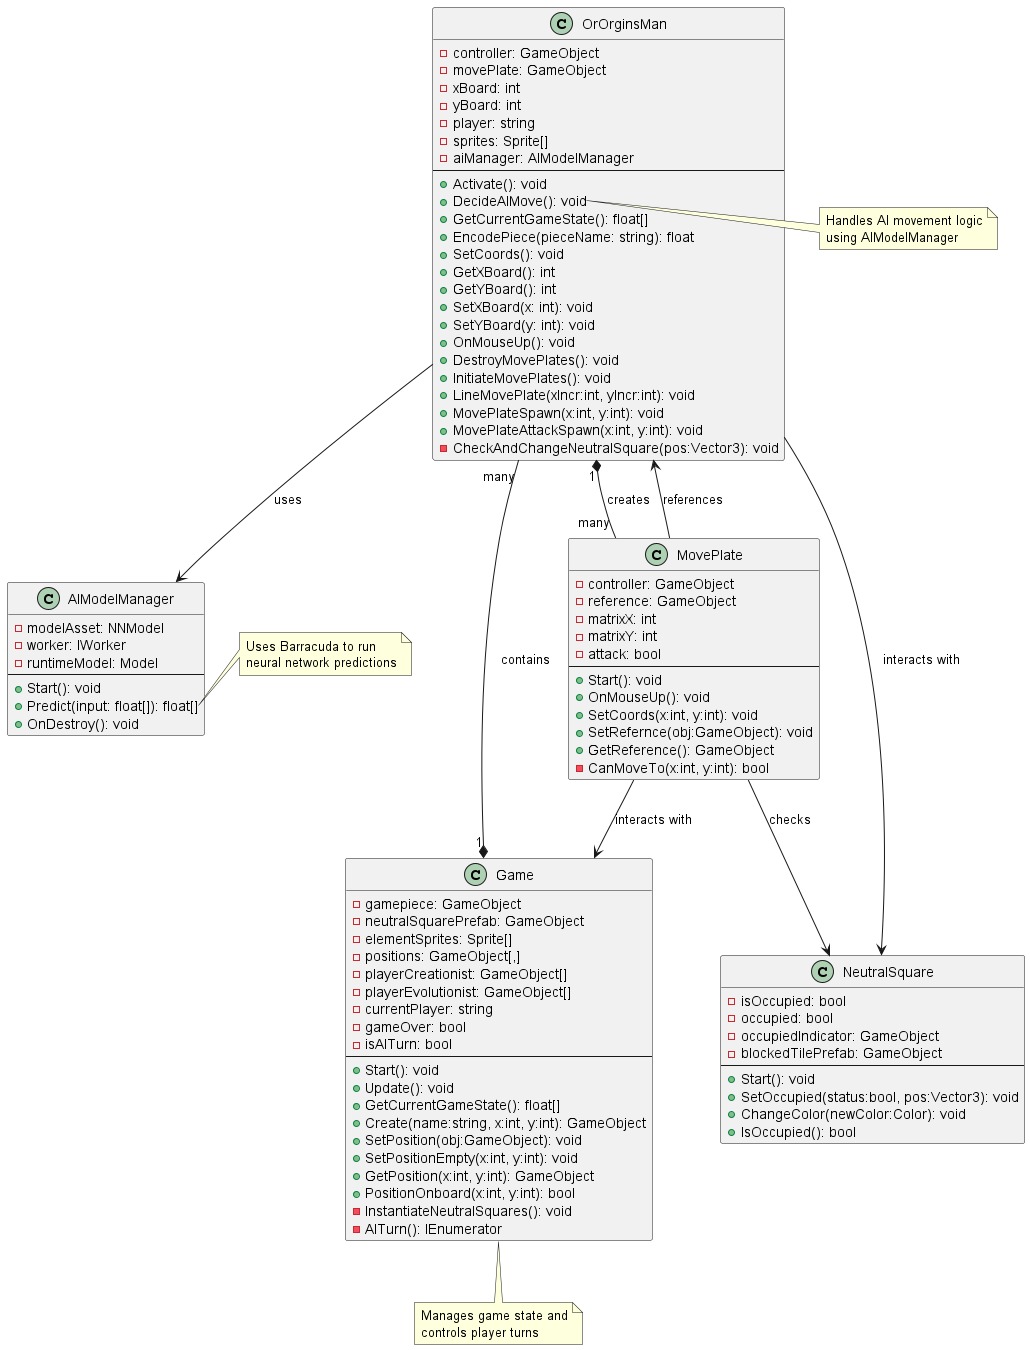 C OrOrginsMan
controller: GameObject
movePlate: GameObject
xBoard: int
yBoard: int
player: string
sprites: Sprite[]
aiManager: AIModelManager
Activate(): void
DecideAIMove(): void
GetCurrentGameState(): float[]
EncodePiece(pieceName: string): float
SetCoords(): void
GetXBoard(): int
GetYBoard(): int
SetXBoard(x: int): void
SetYBoard(y: int): void
OnMouseUp(): void
DestroyMovePlates(): void
InitiateMovePlates(): void
LineMovePlate(xIncr:int, yIncr:int): void
MovePlateSpawn(x:int, y:int): void
MovePlateAttackSpawn(x:int, y:int): void
CheckAndChangeNeutralSquare(pos:Vector3): void
Handles AI movement logic
using AIModelManager
uses
many
1
creates
many
references
contains
1
interacts with
C AIModelManager
modelAsset: NNModel
worker: IWorker
runtimeModel: Model
Start(): void
Predict(input: float[]): float[]
OnDestroy(): void
Uses Barracuda to run
neural network predictions
C MovePlate
controller: GameObject
reference: GameObject
matrixX: int
matrixY: int
attack: bool
Start(): void
OnMouseUp(): void
SetCoords(x:int, y:int): void
SetRefernce(obj:GameObject): void
GetReference(): GameObject
CanMoveTo(x:int, y:int): bool
interacts with
checks
C Game
gamepiece: GameObject
neutralSquarePrefab: GameObject
elementSprites: Sprite[]
positions: GameObject[,]
playerCreationist: GameObject[]
playerEvolutionist: GameObject[]
currentPlayer: string
gameOver: bool
isAITurn: bool
Start(): void
Update(): void
GetCurrentGameState(): float[]
Create(name:string, x:int, y:int): GameObject
SetPosition(obj:GameObject): void
SetPositionEmpty(x:int, y:int): void
GetPosition(x:int, y:int): GameObject
PositionOnboard(x:int, y:int): bool
InstantiateNeutralSquares(): void
AITurn(): IEnumerator
C NeutralSquare
isOccupied: bool
occupied: bool
occupiedIndicator: GameObject
blockedTilePrefab: GameObject
Start(): void
SetOccupied(status:bool, pos:Vector3): void
ChangeColor(newColor:Color): void
IsOccupied(): bool
Manages game state and
controls player turns